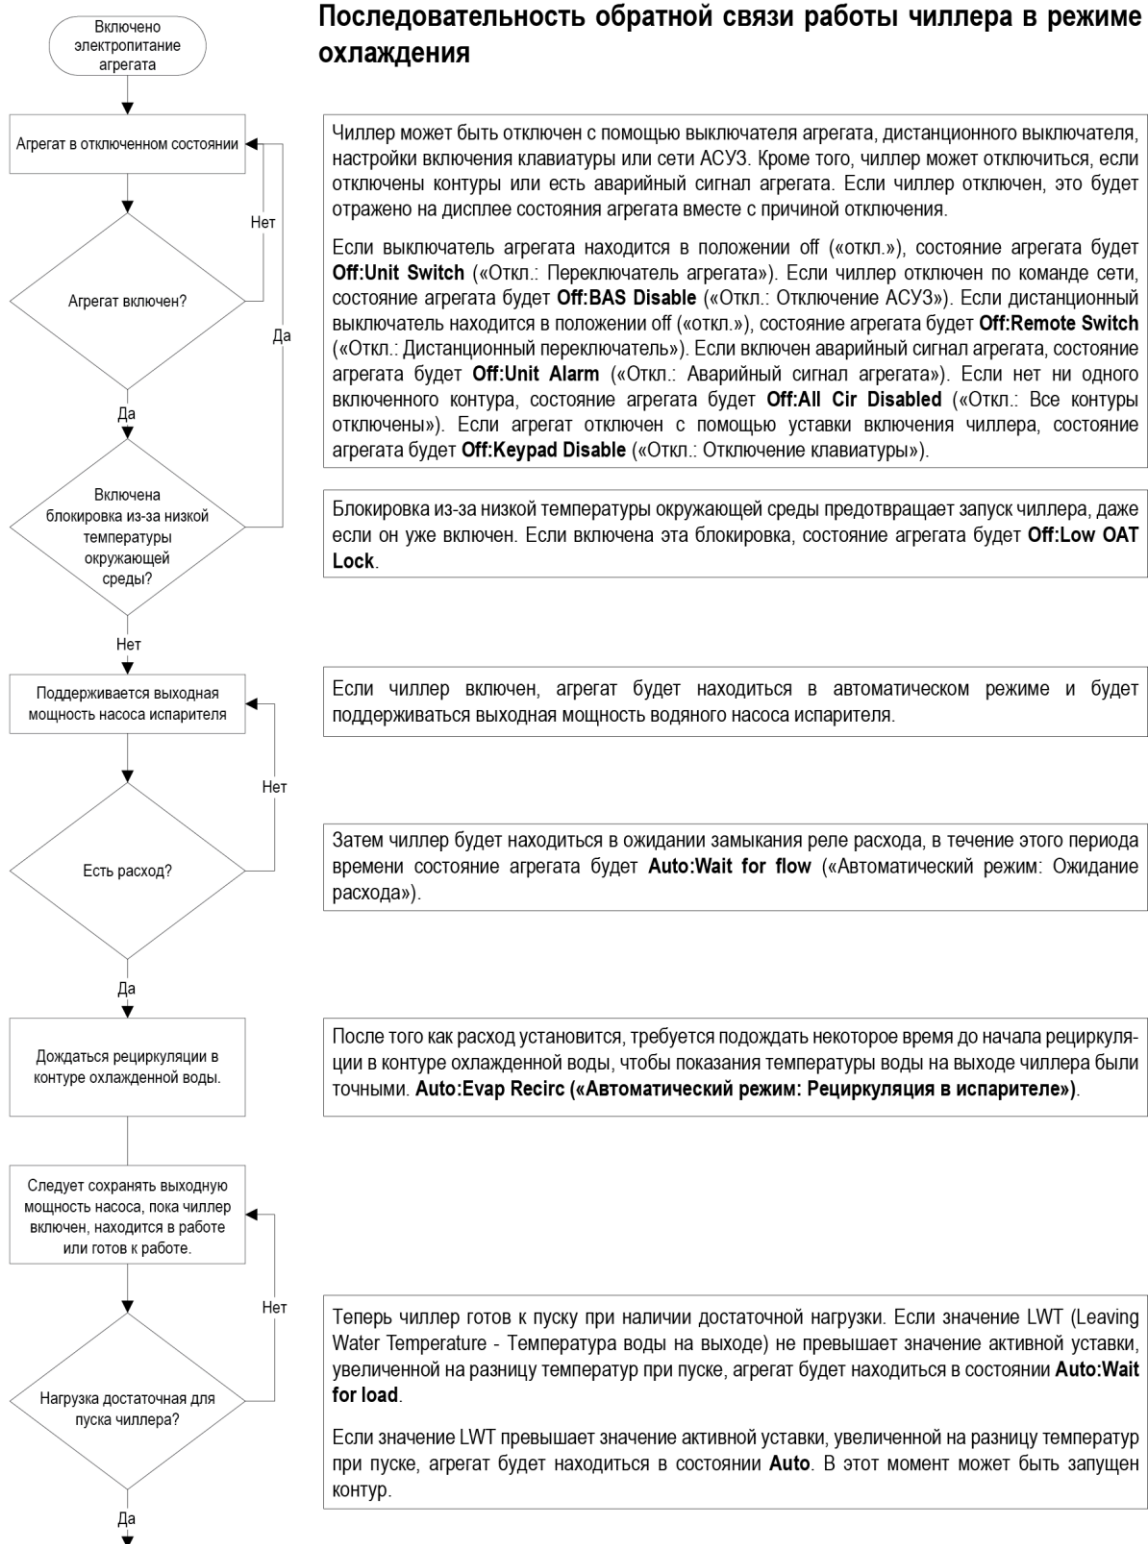 Последовательность обратной связи работы чиллера в режиме
охлаждения
Включено
электропитание
агрегата
Агрегат в отключенном состоянии
Чиллер может быть отключен с помощью выключателя агрегата, дистанционного выключателя,
настройки включения клавиатуры или сети АСУЗ. Кроме того, чиллер может отключиться, если
отключены контуры или есть аварийный сигнал агрегата. Если чиллер отключен, это будет
отражено на дисплее состояния агрегата вместе с причиной отключения.
Если выключатель агрегата находится в положении off («откл.»), состояние агрегата будет
Off:Unit Switch («Откл.: Переключатель агрегата»). Если чиллер отключен по команде сети,
состояние агрегата будет Off:BAS Disable («Откл.: Отключение АСУЗ»). Если дистанционный
выключатель находится в положении off («откл.»), состояние агрегата будет Off:Remote Switch
(«Откл.: Дистанционный переключатель»). Если включен аварийный сигнал агрегата, состояние
агрегата будет Off:Unit Alarm («Откл.: Аварийный сигнал агрегата»). Если нет ни одного
включенного контура, состояние агрегата будет Off:All Cir Disabled («Откл.: Все контуры
отключены»). Если агрегат отключен с помощью уставки включения чиллера, состояние
агрегата будет Off:Keypad Disable («Откл.: Отключение клавиатуры»).
Нет
Агрегат включен?
Да
Да
Включена
блокировка из-за низкой
температуры
окружающей
среды?
Блокировка из-за низкой температуры окружающей среды предотвращает запуск чиллера, даже
если он уже включен. Если включена эта блокировка, состояние агрегата будет Off:Low OAT
Lock.
Нет
Поддерживается выходная
мощность насоса испарителя
Если чиллер включен, агрегат будет находиться в автоматическом режиме и будет
поддерживаться выходная мощность водяного насоса испарителя.
Нет
Есть расход?
Затем чиллер будет находиться в ожидании замыкания реле расхода, в течение этого периода
времени состояние агрегата будет Auto:Wait for flow («Автоматический режим: Ожидание
расхода»).
Да
Дождаться рециркуляции в
контуре охлажденной воды.
После того как расход установится, требуется подождать некоторое время до начала рециркуля-
ции в контуре охлажденной воды, чтобы показания температуры воды на выходе чиллера были
точными. Auto:Evap Recirc («Автоматический режим: Рециркуляция в испарителе»).
Следует сохранять выходную
мощность насоса, пока чиллер
включен, находится в работе
или готов к работе.
Нет
Нагрузка достаточная для
пуска чиллера?
Теперь чиллер готов к пуску при наличии достаточной нагрузки. Если значение LWT (Leaving
Water Temperature - Температура воды на выходе) не превышает значение активной уставки,
увеличенной на разницу температур при пуске, агрегат будет находиться в состоянии Auto:Wait
for load.
Если значение LWT превышает значение активной уставки, увеличенной на разницу температур
при пуске, агрегат будет находиться в состоянии Auto. В этот момент может быть запущен
контур.
Да